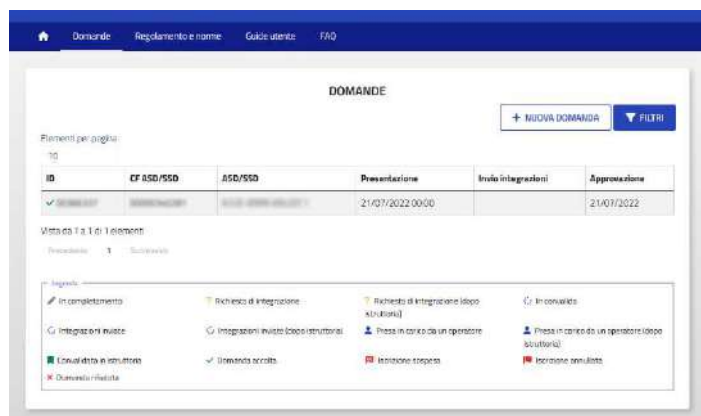 Domande Regolamento e norme Guide utente FAQ
DOMANDE
+ NUOVA DOMANDA FILTRI
Elementi per pagina
10
ID CF ASD/SSD ASD/SSD Presentazione Invio integrazioni Approvazione
21/07/2022 00:00 21/07/2022
Vista da 1 a 1 di 1 elementi
Precedente 1 Successivo
Legenda
In completamento Richiesta di integrazione Richiesta di integrazione (dopo istruttoria) In convalida
Integrazioni inviate Integrazioni inviate (dopo istruttoria) Presa in carico da un operatore Presa in carico da un operatore (dopo istruttoria)
Convalidata in istruttoria Domanda accolta Iscrizione sospesa Iscrizione annullata
Domanda rifiutata